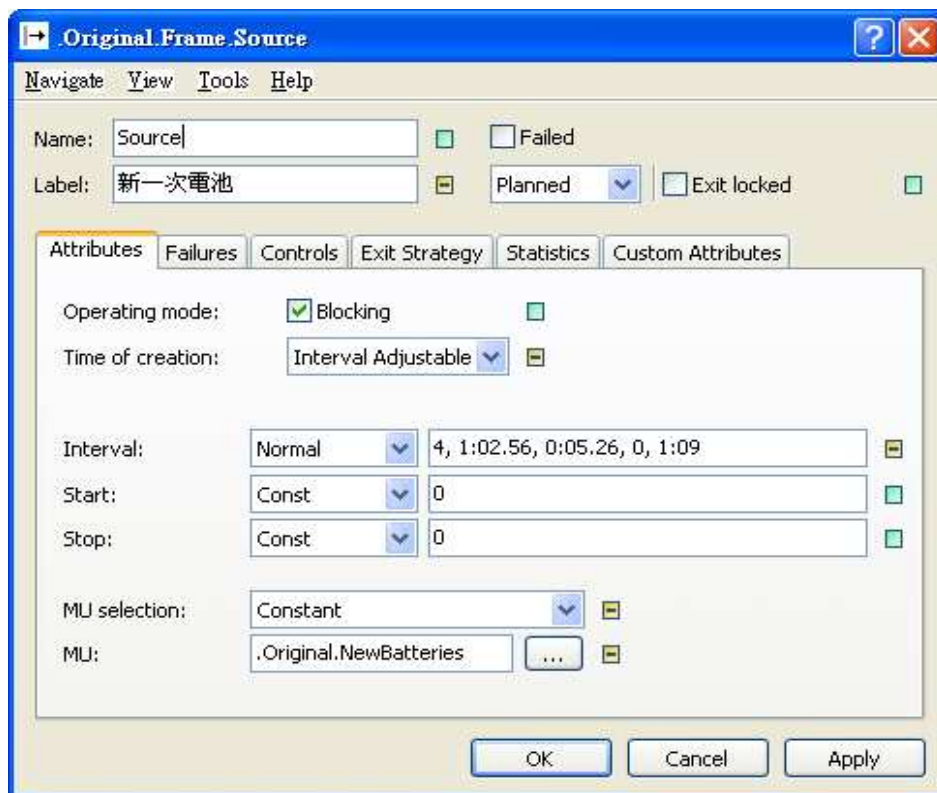 .Original.Frame.Source
Navigate View Tools Help
Name: Source Failed
Label: 新一次電池 Planned Exit locked
Attributes Failures Controls Exit Strategy Statistics Custom Attributes
Operating mode: Blocking
Time of creation: Interval Adjustable
Interval: Normal 4, 1:02.56, 0:05.26, 0, 1:09
Start: Const 0
Stop: Const 0
MU selection: Constant
MU: .Original.NewBatteries ...
OK Cancel Apply